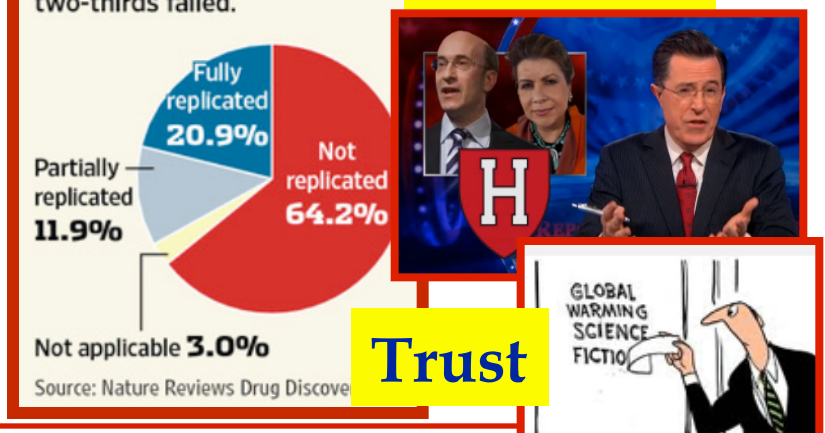 two-thirds failed.
Fully
replicated
20.9%
Not
replicated
64.2%
Partially
replicated
11.9%
Not applicable 3.0%
Source: Nature Reviews Drug
H
GLOBAL
WARMING
SCIENCE
FICTIO
Trust